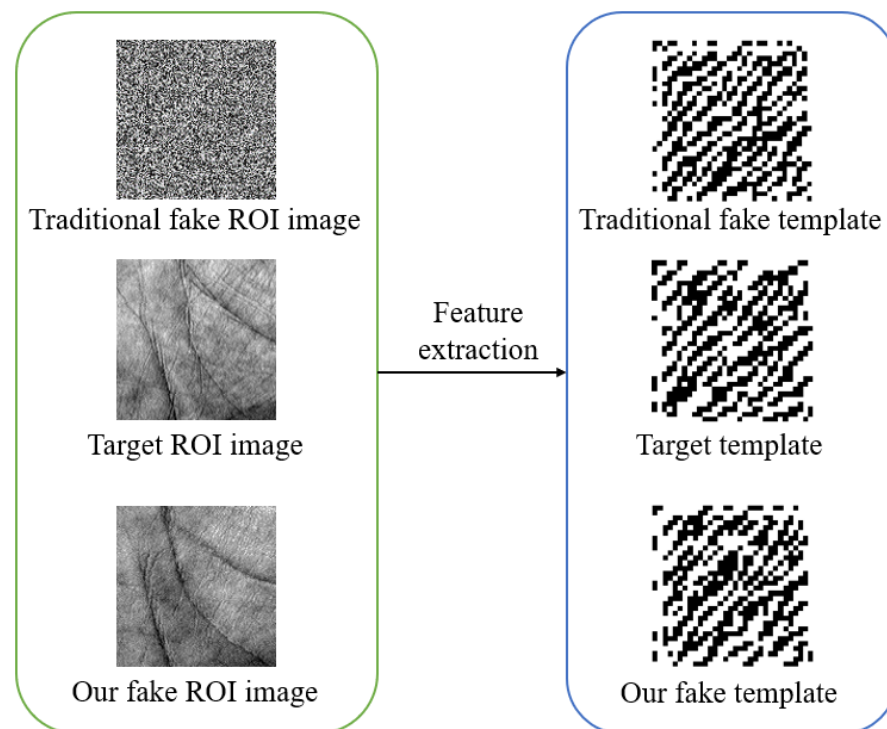 Traditional fake ROI image
Traditional fake template
Feature
extraction
Target ROI image
Target template
Our fake ROI image
Our fake template